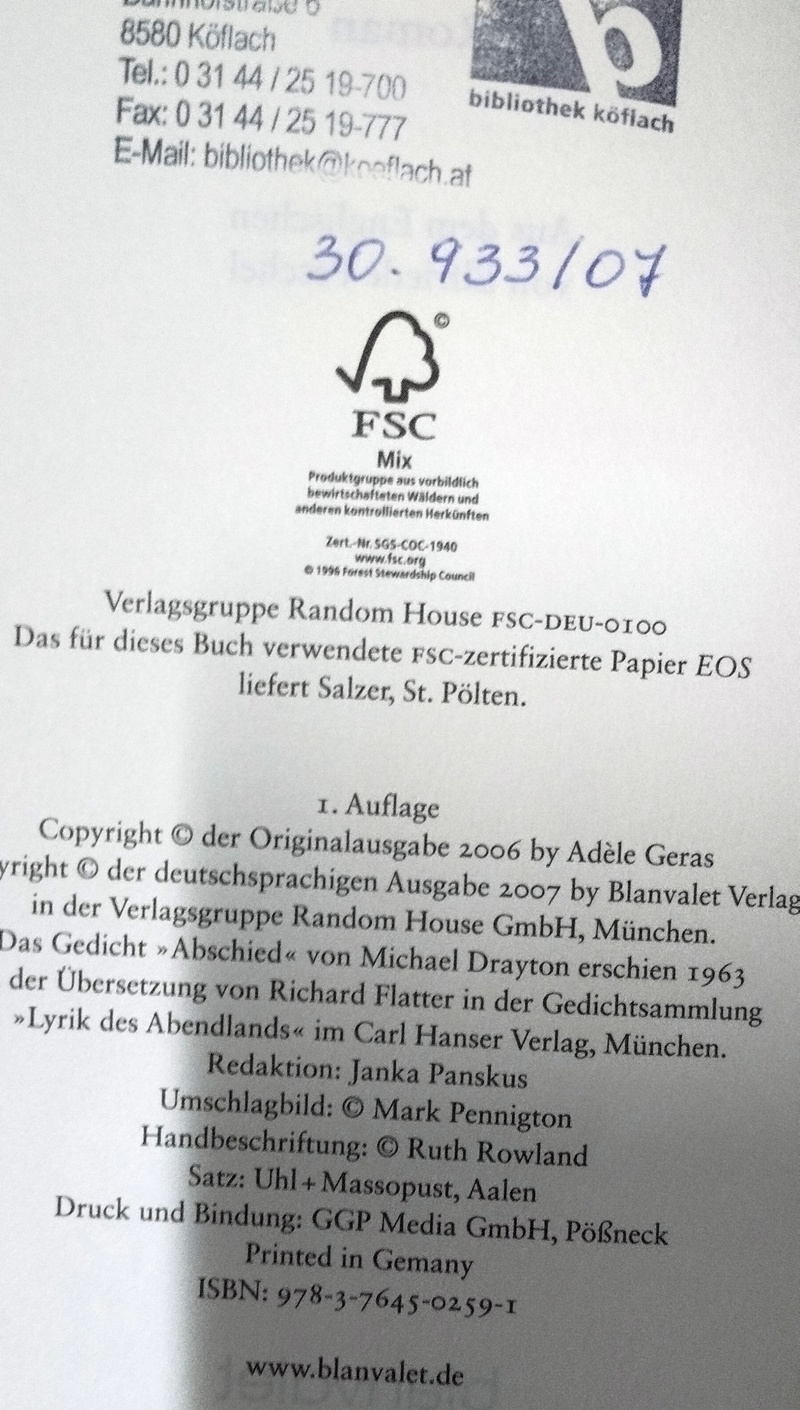 8580 Köflach
Tel.: 0 31 44 / 25 19-700
Fax: 0 31 44 / 25 19-777
E-Mail: bibliothek@koeflach.at
b
bibliothek köflach
30. 933/07
©
FSC
Mix
Produktgruppe aus vorbildlich
bewirtschafteten Wäldern und
anderen kontrollierten Herkünften
Zert.-Nr. SGS-COC-1940
www.fsc.org
© 1996 Forest Stewardship Council
Verlagsgruppe Random House FSC-DEU-0100
Das für dieses Buch verwendete FSC-zertifizierte Papier EOS
liefert Salzer, St. Pölten.
1. Auflage
Copyright © der Originalausgabe 2006 by Adèle Geras
yright © der deutschsprachigen Ausgabe 2007 by Blanvalet Verlag
in der Verlagsgruppe Random House GmbH, München.
Das Gedicht »Abschied« von Michael Drayton erschien 1963
der Übersetzung von Richard Flatter in der Gedichtsammlung
»Lyrik des Abendlands« im Carl Hanser Verlag, München.
Redaktion: Janka Panskus
Umschlagbild: © Mark Pennigton
Handbeschriftung: © Ruth Rowland
Satz: Uhl + Massopust, Aalen
Druck und Bindung: GGP Media GmbH, Pößneck
Printed in Gemany
ISBN: 978-3-7645-0259-1
www.blanvalet.de